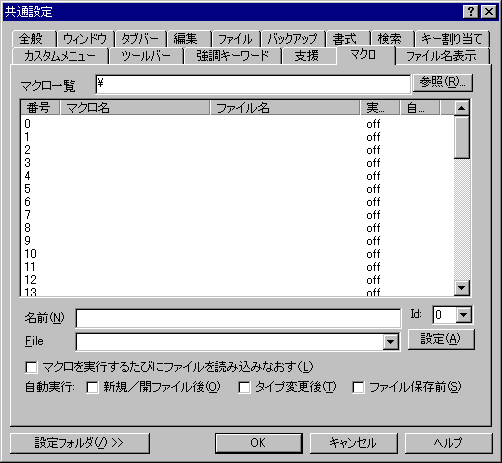 共通設定
全般 ウィンドウ タブバー 編集 ファイル バックアップ 書式 検索 キー割り当て
カスタムメニュー ツールバー 強調キーワード 支援 マクロ ファイル名表示
マクロ一覧 ¥ 参照(R)...
番号 マクロ名 ファイル名 実... 自...
0 off
1 off
2 off
3 off
4 off
5 off
6 off
7 off
8 off
9 off
10 off
11 off
12 off
13 off
名前(N) Id: 0
File 設定(A)
マクロを実行するたびにファイルを読み込みなおす(L)
自動実行: 新規/開ファイル後(O) タイプ変更後(T) ファイル保存前(S)
設定フォルダ(/) >> OK キャンセル ヘルプ